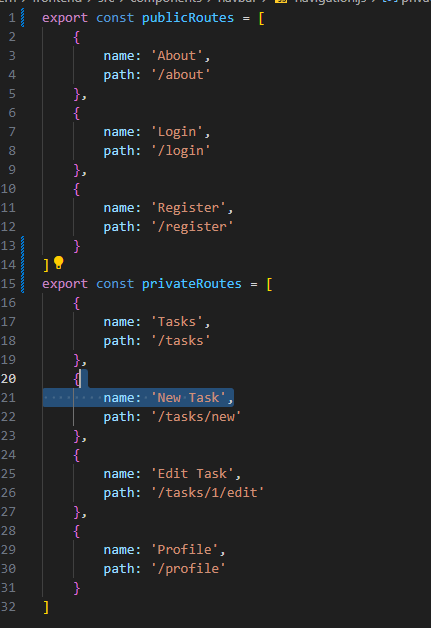 frontend > src > components > navbar > navigation.js
1 export const publicRoutes = [
2 {
3 name: 'About',
4 path: '/about'
5 },
6 {
7 name: 'Login',
8 path: '/login'
9 },
10 {
11 name: 'Register',
12 path: '/register'
13 }
14 ]
15 export const privateRoutes = [
16 {
17 name: 'Tasks',
18 path: '/tasks'
19 },
20 {
21 name: 'New Task',
22 path: '/tasks/new'
23 },
24 {
25 name: 'Edit Task',
26 path: '/tasks/1/edit'
27 },
28 {
29 name: 'Profile',
30 path: '/profile'
31 }
32 ]